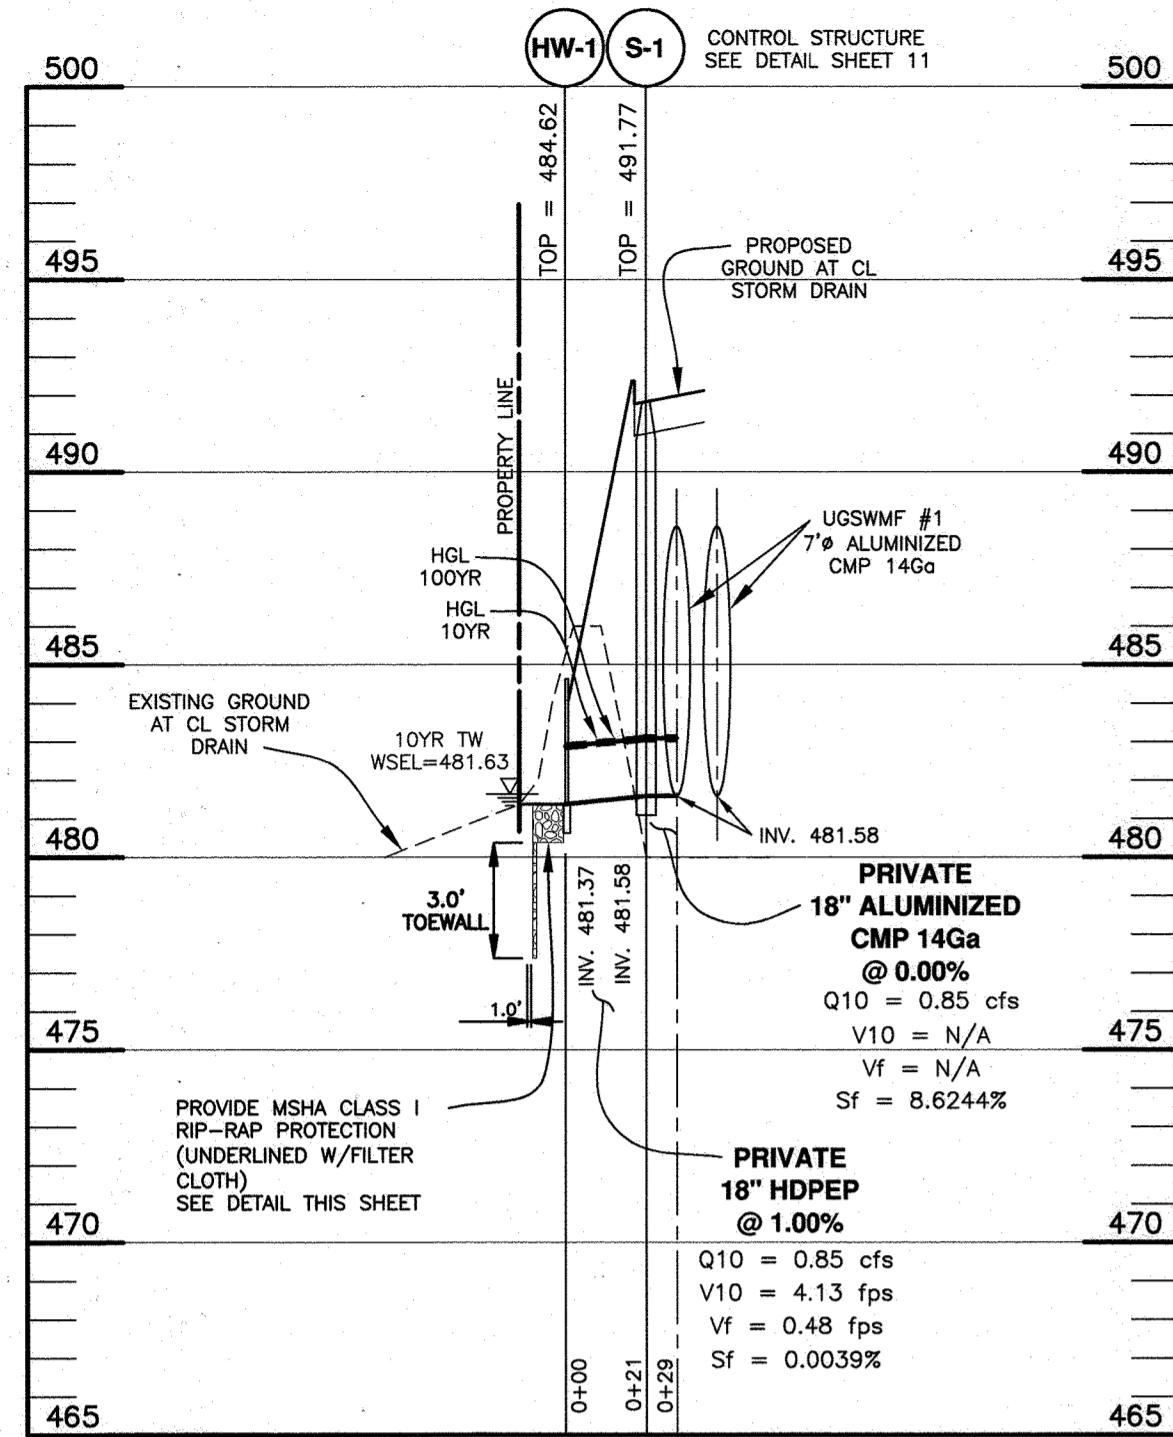 HW-1
S-1
CONTROL STRUCTURE
SEE DETAIL SHEET 11
500
500
TOP = 484.62
TOP = 491.77
PROPOSED
GROUND AT CL
STORM DRAIN
495
495
PROPERTY LINE
490
490
UGSWMF #1
7'ø ALUMINIZED
CMP 14Ga
HGL
100YR
HGL
10YR
485
485
EXISTING GROUND
AT CL STORM
DRAIN
10YR TW
WSEL=481.63
INV. 481.58
480
480
3.0'
TOEWALL
INV. 481.37
INV. 481.58
PRIVATE
18" ALUMINIZED
CMP 14Ga
@ 0.00%
Q10 = 0.85 cfs
V10 = N/A
Vf = N/A
Sf = 8.6244%
1.0'
475
475
PROVIDE MSHA CLASS I
RIP-RAP PROTECTION
(UNDERLINED W/FILTER
CLOTH)
SEE DETAIL THIS SHEET
PRIVATE
18" HDPEP
@ 1.00%
Q10 = 0.85 cfs
V10 = 4.13 fps
Vf = 0.48 fps
Sf = 0.0039%
470
470
0+00
0+21
0+29
465
465